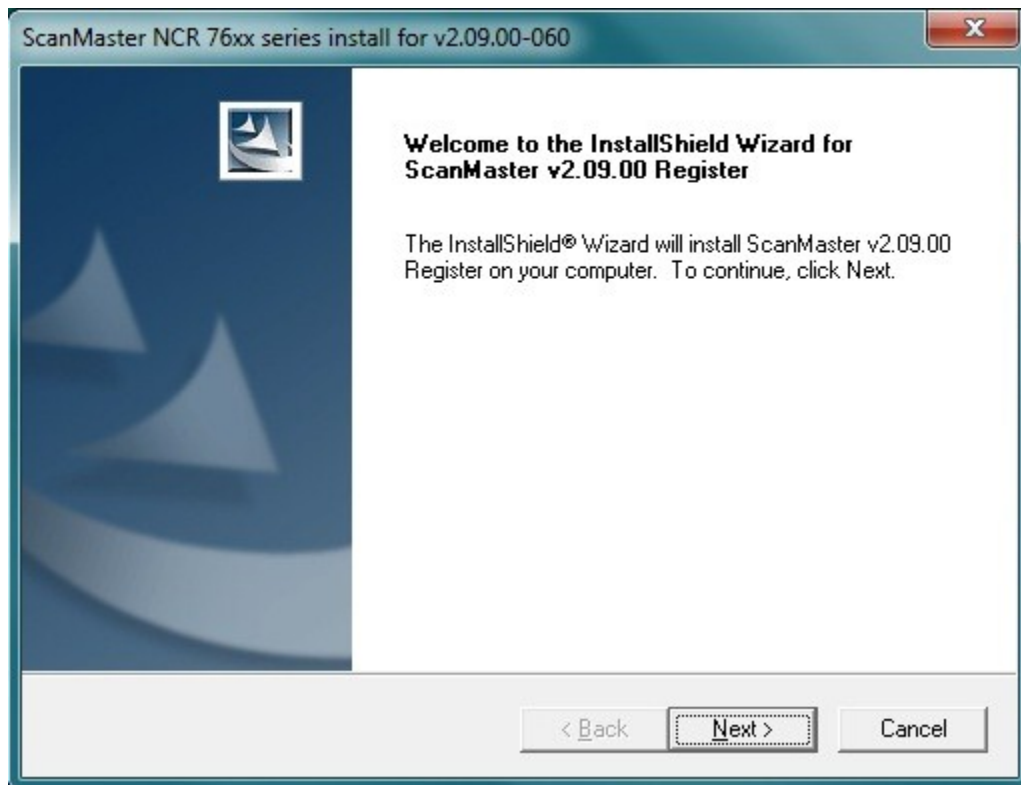 ScanMaster NCR 76xx series install for v2.09.00-060
Welcome to the InstallShield Wizard for
ScanMaster v2.09.00 Register
The InstallShield® Wizard will install ScanMaster v2.09.00
Register on your computer.  To continue, click Next.
< Back
Next >
Cancel